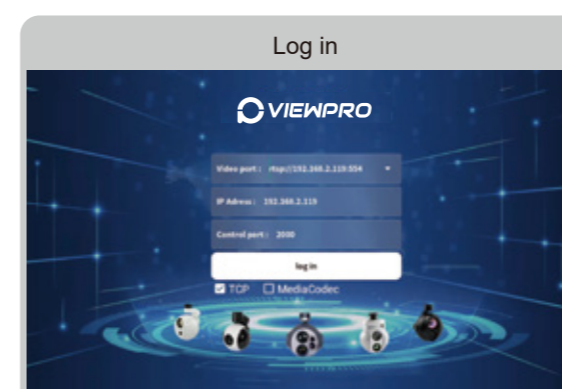 Log in
VIEWPRO
Video port : rtsp://192.168.2.119:554
IP Adress : 192.168.2.119
Control port : 2000
log in
TCP MediaCodec